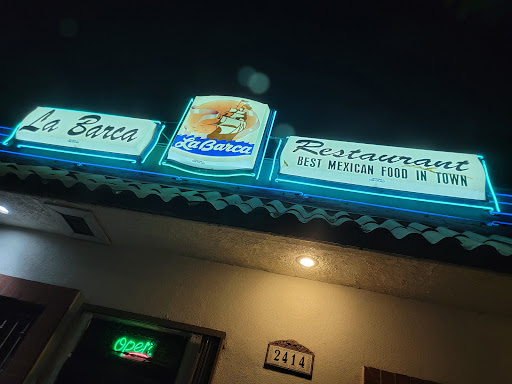 La Barca
La Barca
Restaurant
BEST MEXICAN FOOD IN TOWN
open
2414